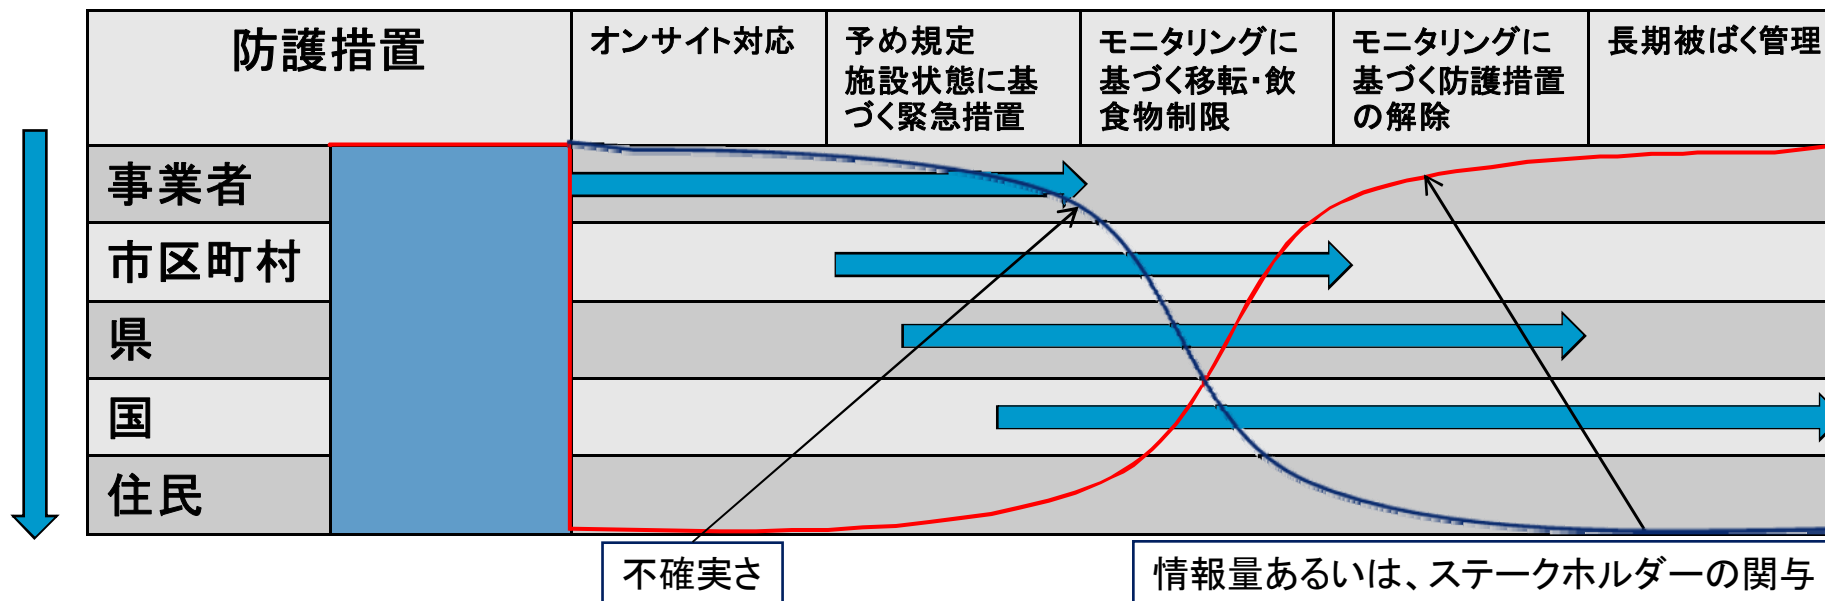 防護措置
オンサイト対応
予め規定
施設状態に基
づく緊急措置
モニタリングに
基づく移転・飲
食物制限
モニタリングに
基づく防護措置
の解除
長期被ばく管理
事業者
市区町村
県
国
住民
不確実さ
情報量あるいは、ステークホルダーの関与